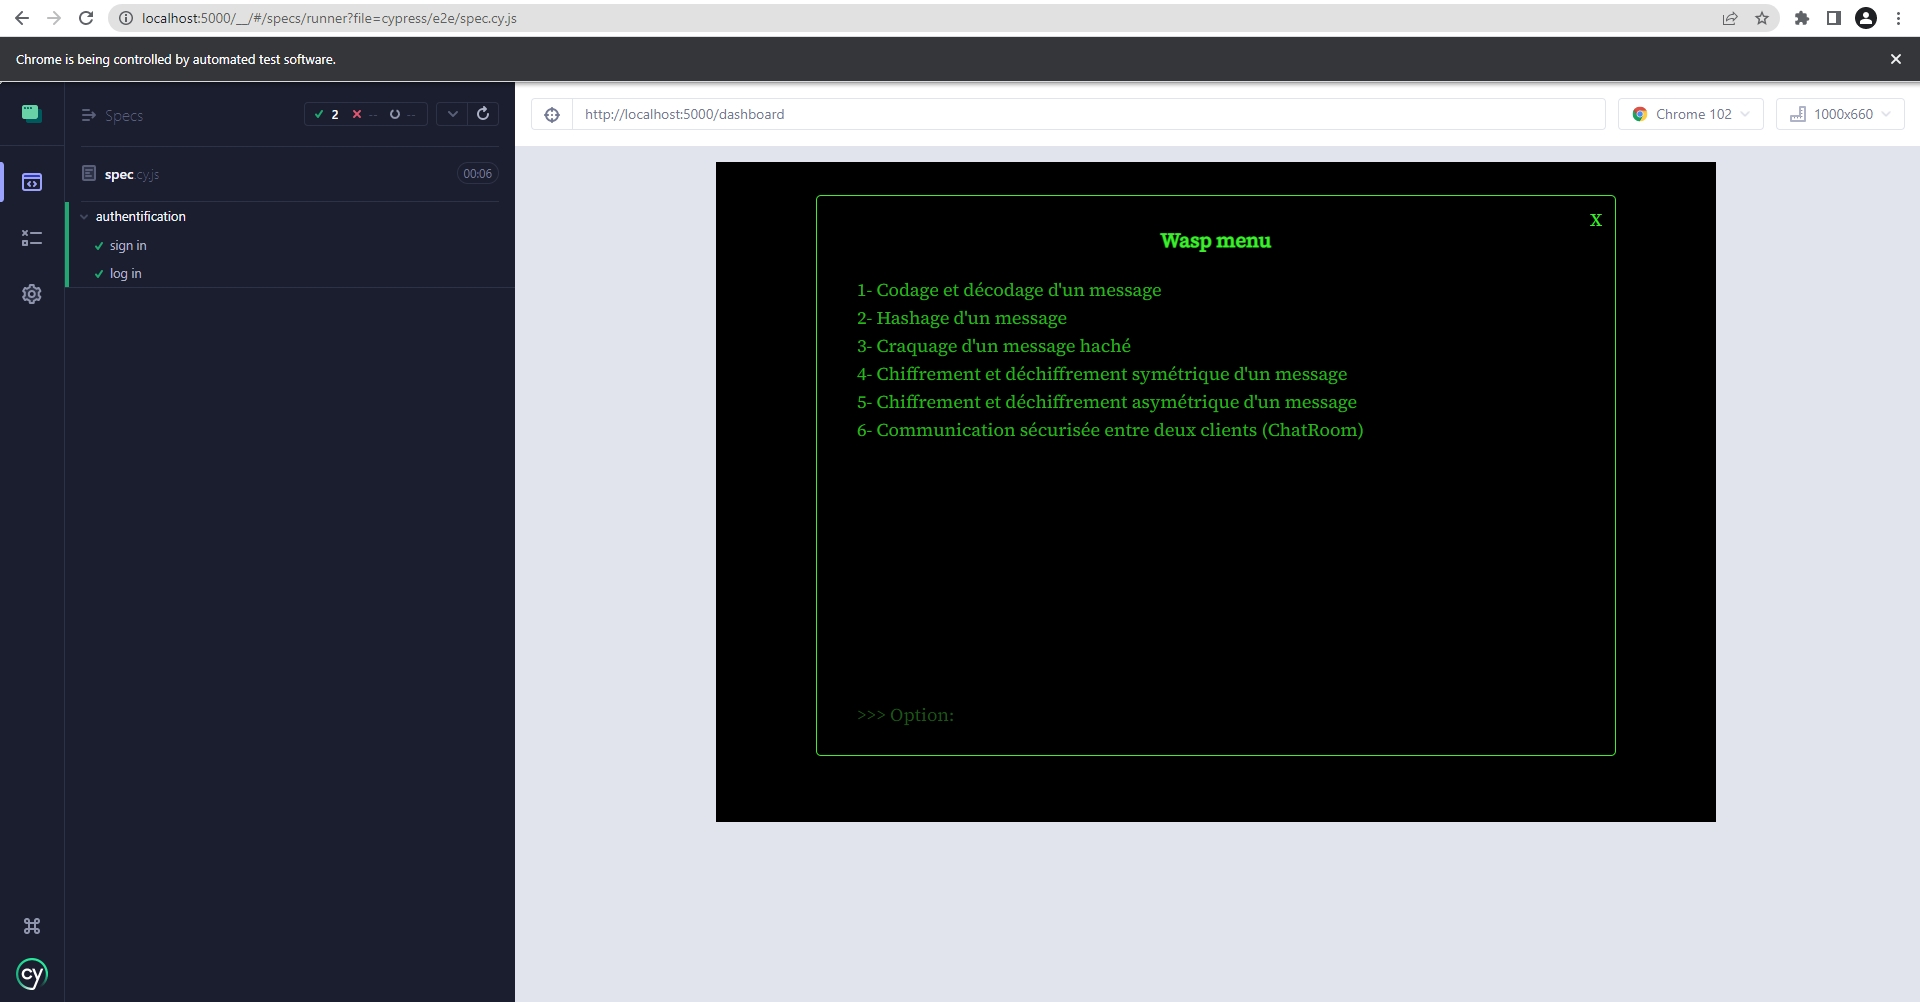 localhost:5000/__/#/specs/runner?file=cypress/e2e/spec.cy.js
Chrome is being controlled by automated test software.
Specs
2 -- --
spec.cy.js
00:06
authentification
sign in
log in
cy
http://localhost:5000/dashboard
Chrome 102
1000x660
X
Wasp menu
1- Codage et décodage d'un message
2- Hashage d'un message
3- Craquage d'un message haché
4- Chiffrement et déchiffrement symétrique d'un message
5- Chiffrement et déchiffrement asymétrique d'un message
6- Communication sécurisée entre deux clients (ChatRoom)
>>> Option: